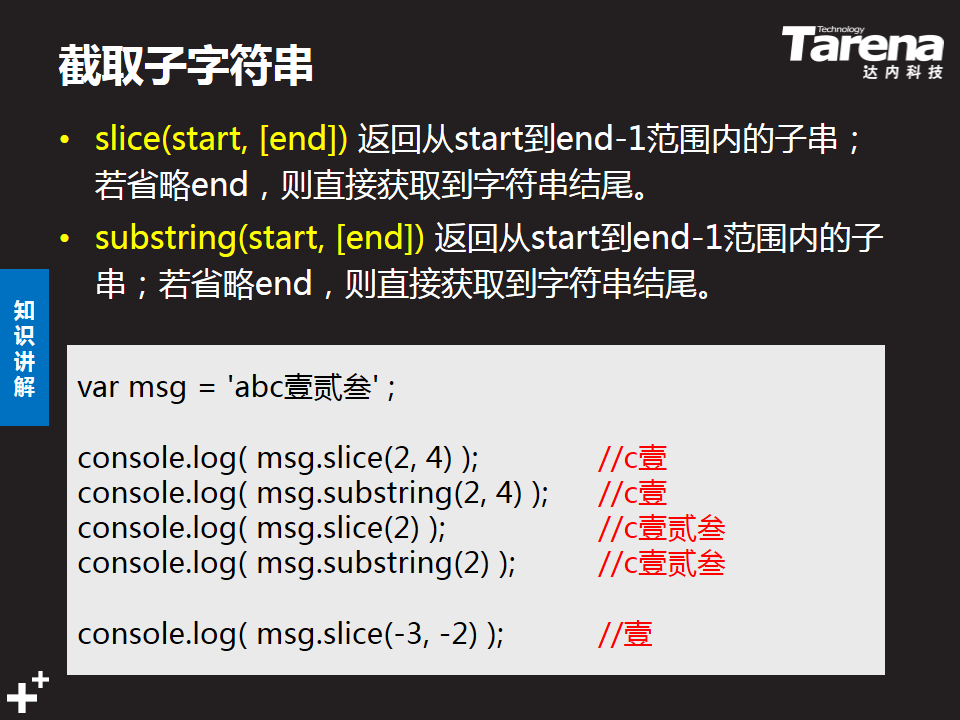 截取子字符串
Technology
Tarena
达内科技
• slice(start, [end]) 返回从start到end-1范围内的子串；
若省略end，则直接获取到字符串结尾。
• substring(start, [end]) 返回从start到end-1范围内的子
串；若省略end，则直接获取到字符串结尾。
知识讲解
var msg = 'abc壹贰叁' ;
console.log( msg.slice(2, 4) ); //c壹
console.log( msg.substring(2, 4) ); //c壹
console.log( msg.slice(2) ); //c壹贰叁
console.log( msg.substring(2) ); //c壹贰叁
console.log( msg.slice(-3, -2) ); //壹